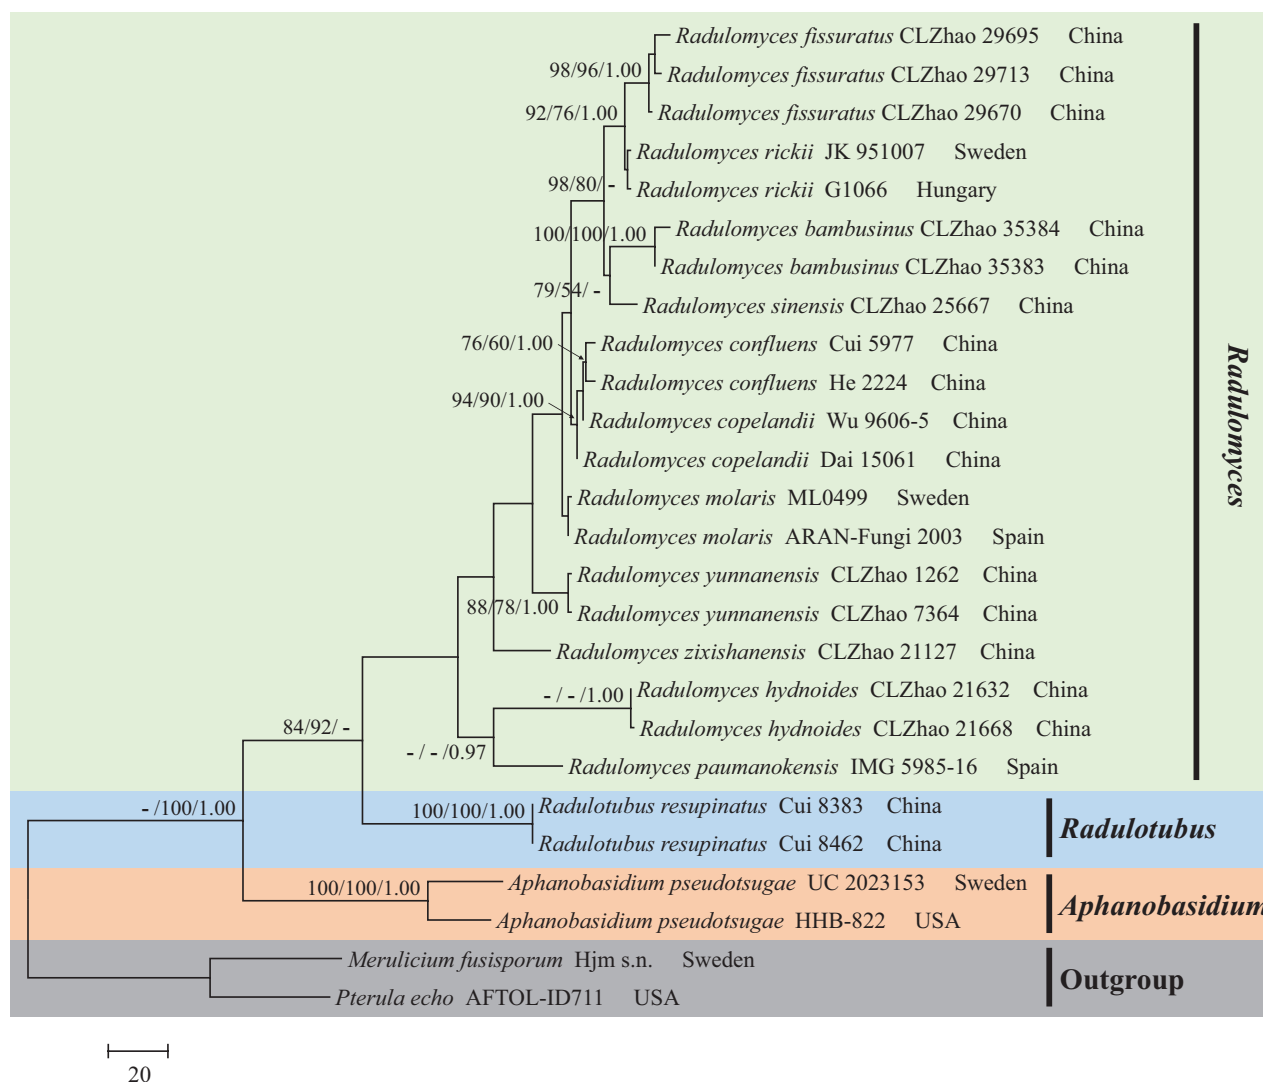 Radulomyces fissuratus CLZhao 29695 China
98/96/1.00
Radulomyces fissuratus CLZhao 29713 China
92/76/1.00
Radulomyces fissuratus CLZhao 29670 China
Radulomyces rickii JK 951007 Sweden
98/80/ -
Radulomyces rickii G1066 Hungary
100/100/1.00
Radulomyces bambusinus CLZhao 35384 China
Radulomyces bambusinus CLZhao 35383 China
79/54/ -
Radulomyces sinensis CLZhao 25667 China
76/60/1.00
Radulomyces confluens Cui 5977 China
Radulomyces confluens He 2224 China
94/90/1.00
Radulomyces copelandii Wu 9606-5 China
Radulomyces copelandii Dai 15061 China
Radulomyces molaris ML0499 Sweden
Radulomyces molaris ARAN-Fungi 2003 Spain
Radulomyces yunnanensis CLZhao 1262 China
88/78/1.00
Radulomyces yunnanensis CLZhao 7364 China
Radulomyces zixishanensis CLZhao 21127 China
- / - /1.00
Radulomyces hydnoides CLZhao 21632 China
84/92/ -
Radulomyces hydnoides CLZhao 21668 China
- / - /0.97
Radulomyces paumanokensis IMG 5985-16 Spain
Radulomyces
- /100/1.00
100/100/1.00
Radulotubus resupinatus Cui 8383 China
Radulotubus resupinatus Cui 8462 China
Radulotubus
100/100/1.00
Aphanobasidium pseudotsugae UC 2023153 Sweden
Aphanobasidium pseudotsugae HHB-822 USA
Aphanobasidium
Merulicium fusisporum Hjm s.n. Sweden
Pterula echo AFTOL-ID711 USA
Outgroup
20